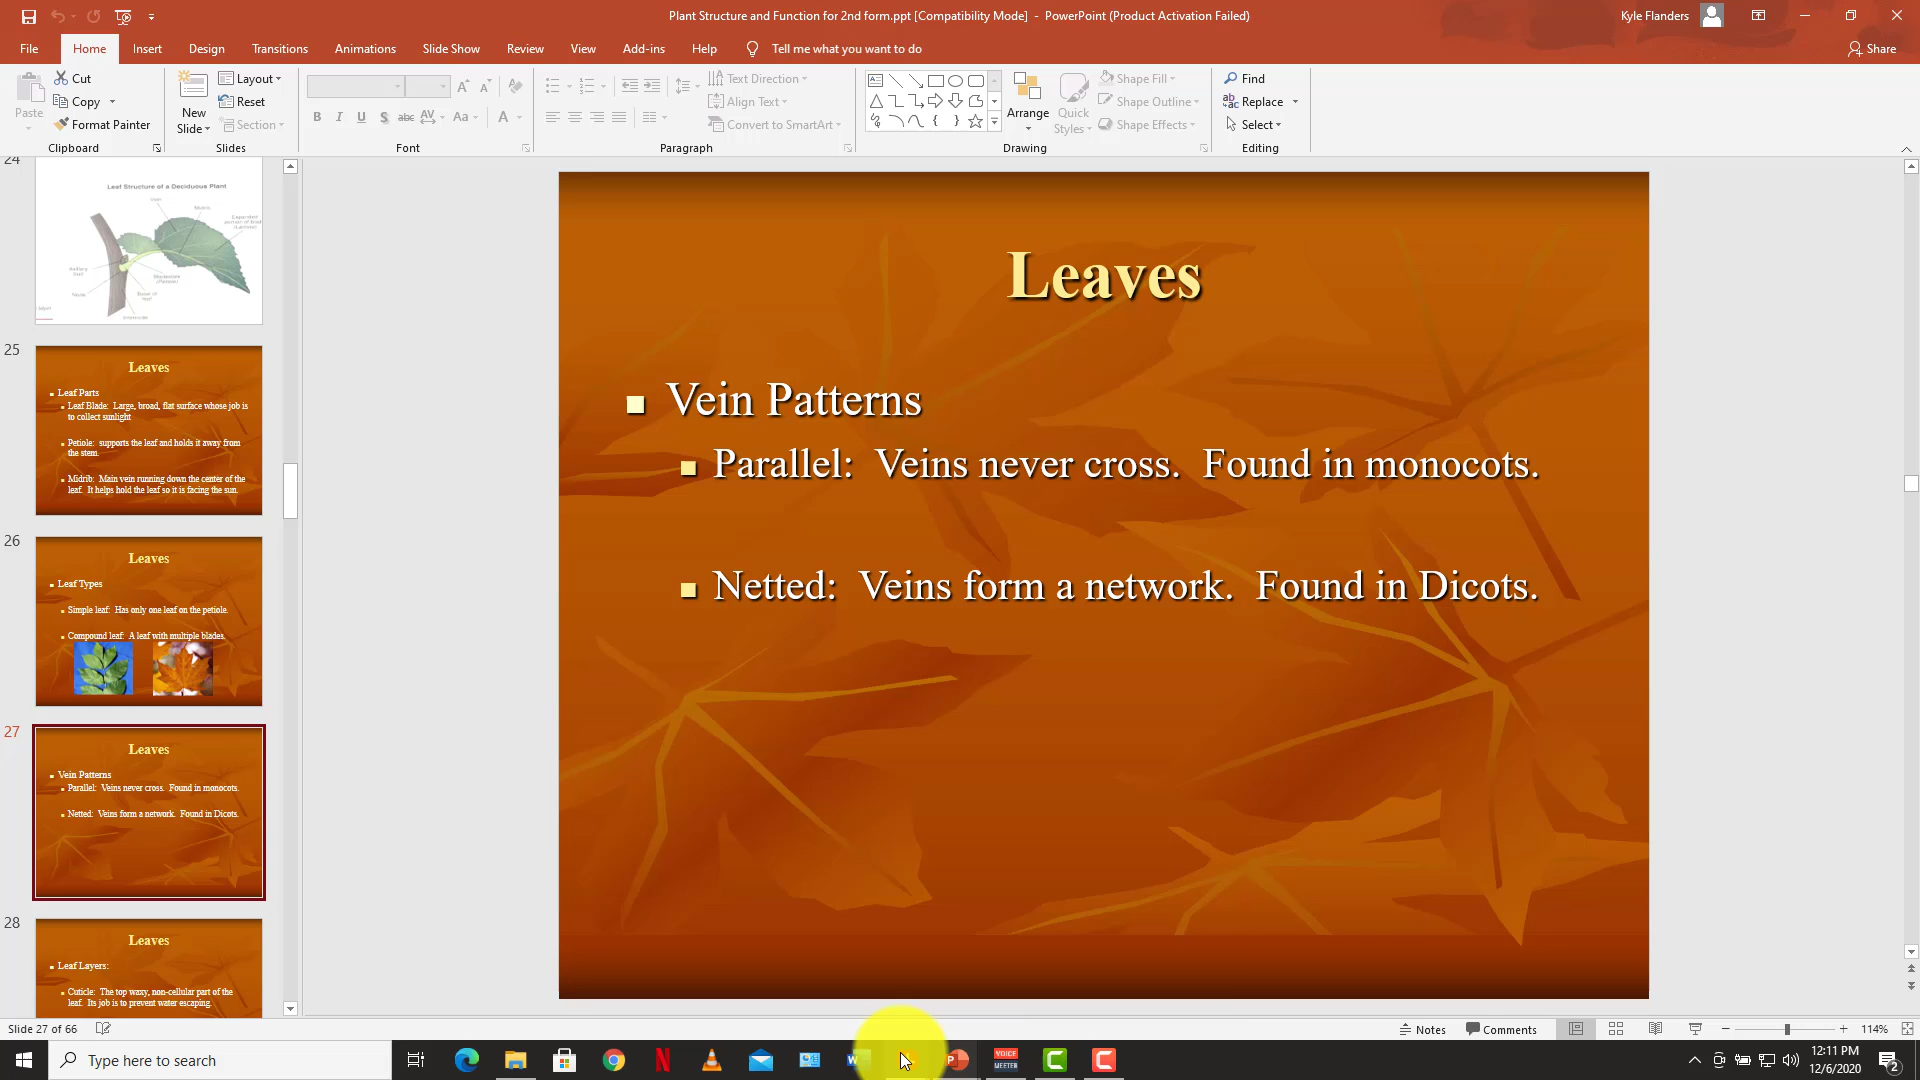 Plant Structure and Function for 2nd form.ppt [Compatibility Mode] - PowerPoint (Product Activation Failed)
Kyle Flanders
File Home Insert Design Transitions Animations Slide Show Review View Add-ins Help Tell me what you want to do
Share
Paste
Cut
Copy
Format Painter
Clipboard
New Slide
Layout
Reset
Section
Slides
B I U S abc AV Aa A
Font
Text Direction
Align Text
Convert to SmartArt
Paragraph
Arrange
Quick Styles
Shape Fill
Shape Outline
Shape Effects
Drawing
Find
Replace
Select
Editing
24
Leaf Structure of a Deciduous Plant
25
Leaves
Leaf Parts
Leaf Blade: Large, broad, flat surface whose job is
to collect sunlight
Petiole: supports the leaf and holds it away from
the stem.
Midrib: Main vein running down the center of the
leaf. It helps hold the leaf so it is facing the sun.
26
Leaves
Leaf Types
Simple leaf: Has only one leaf on the petiole.
Compound leaf: A leaf with multiple blades.
27
Leaves
Vein Patterns
Parallel: Veins never cross. Found in monocots.
Netted: Veins form a network. Found in Dicots.
28
Leaves
Leaf Layers:
Cuticle: The top waxy, non-cellular part of the
leaf. Its job is to prevent water escaping.
Leaves
Vein Patterns
Parallel: Veins never cross. Found in monocots.
Netted: Veins form a network. Found in Dicots.
Slide 27 of 66
Notes
Comments
114%
Type here to search
VOICE
MEETER
12:11 PM
12/6/2020
2